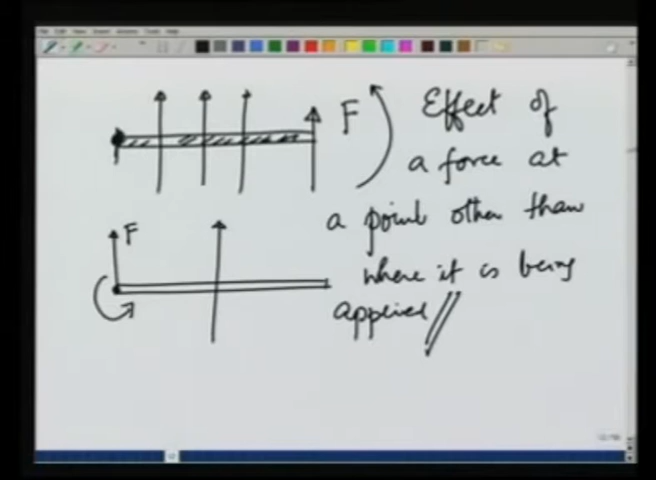 F
Effect of
a force at
a point other than
where it is being
applied
F